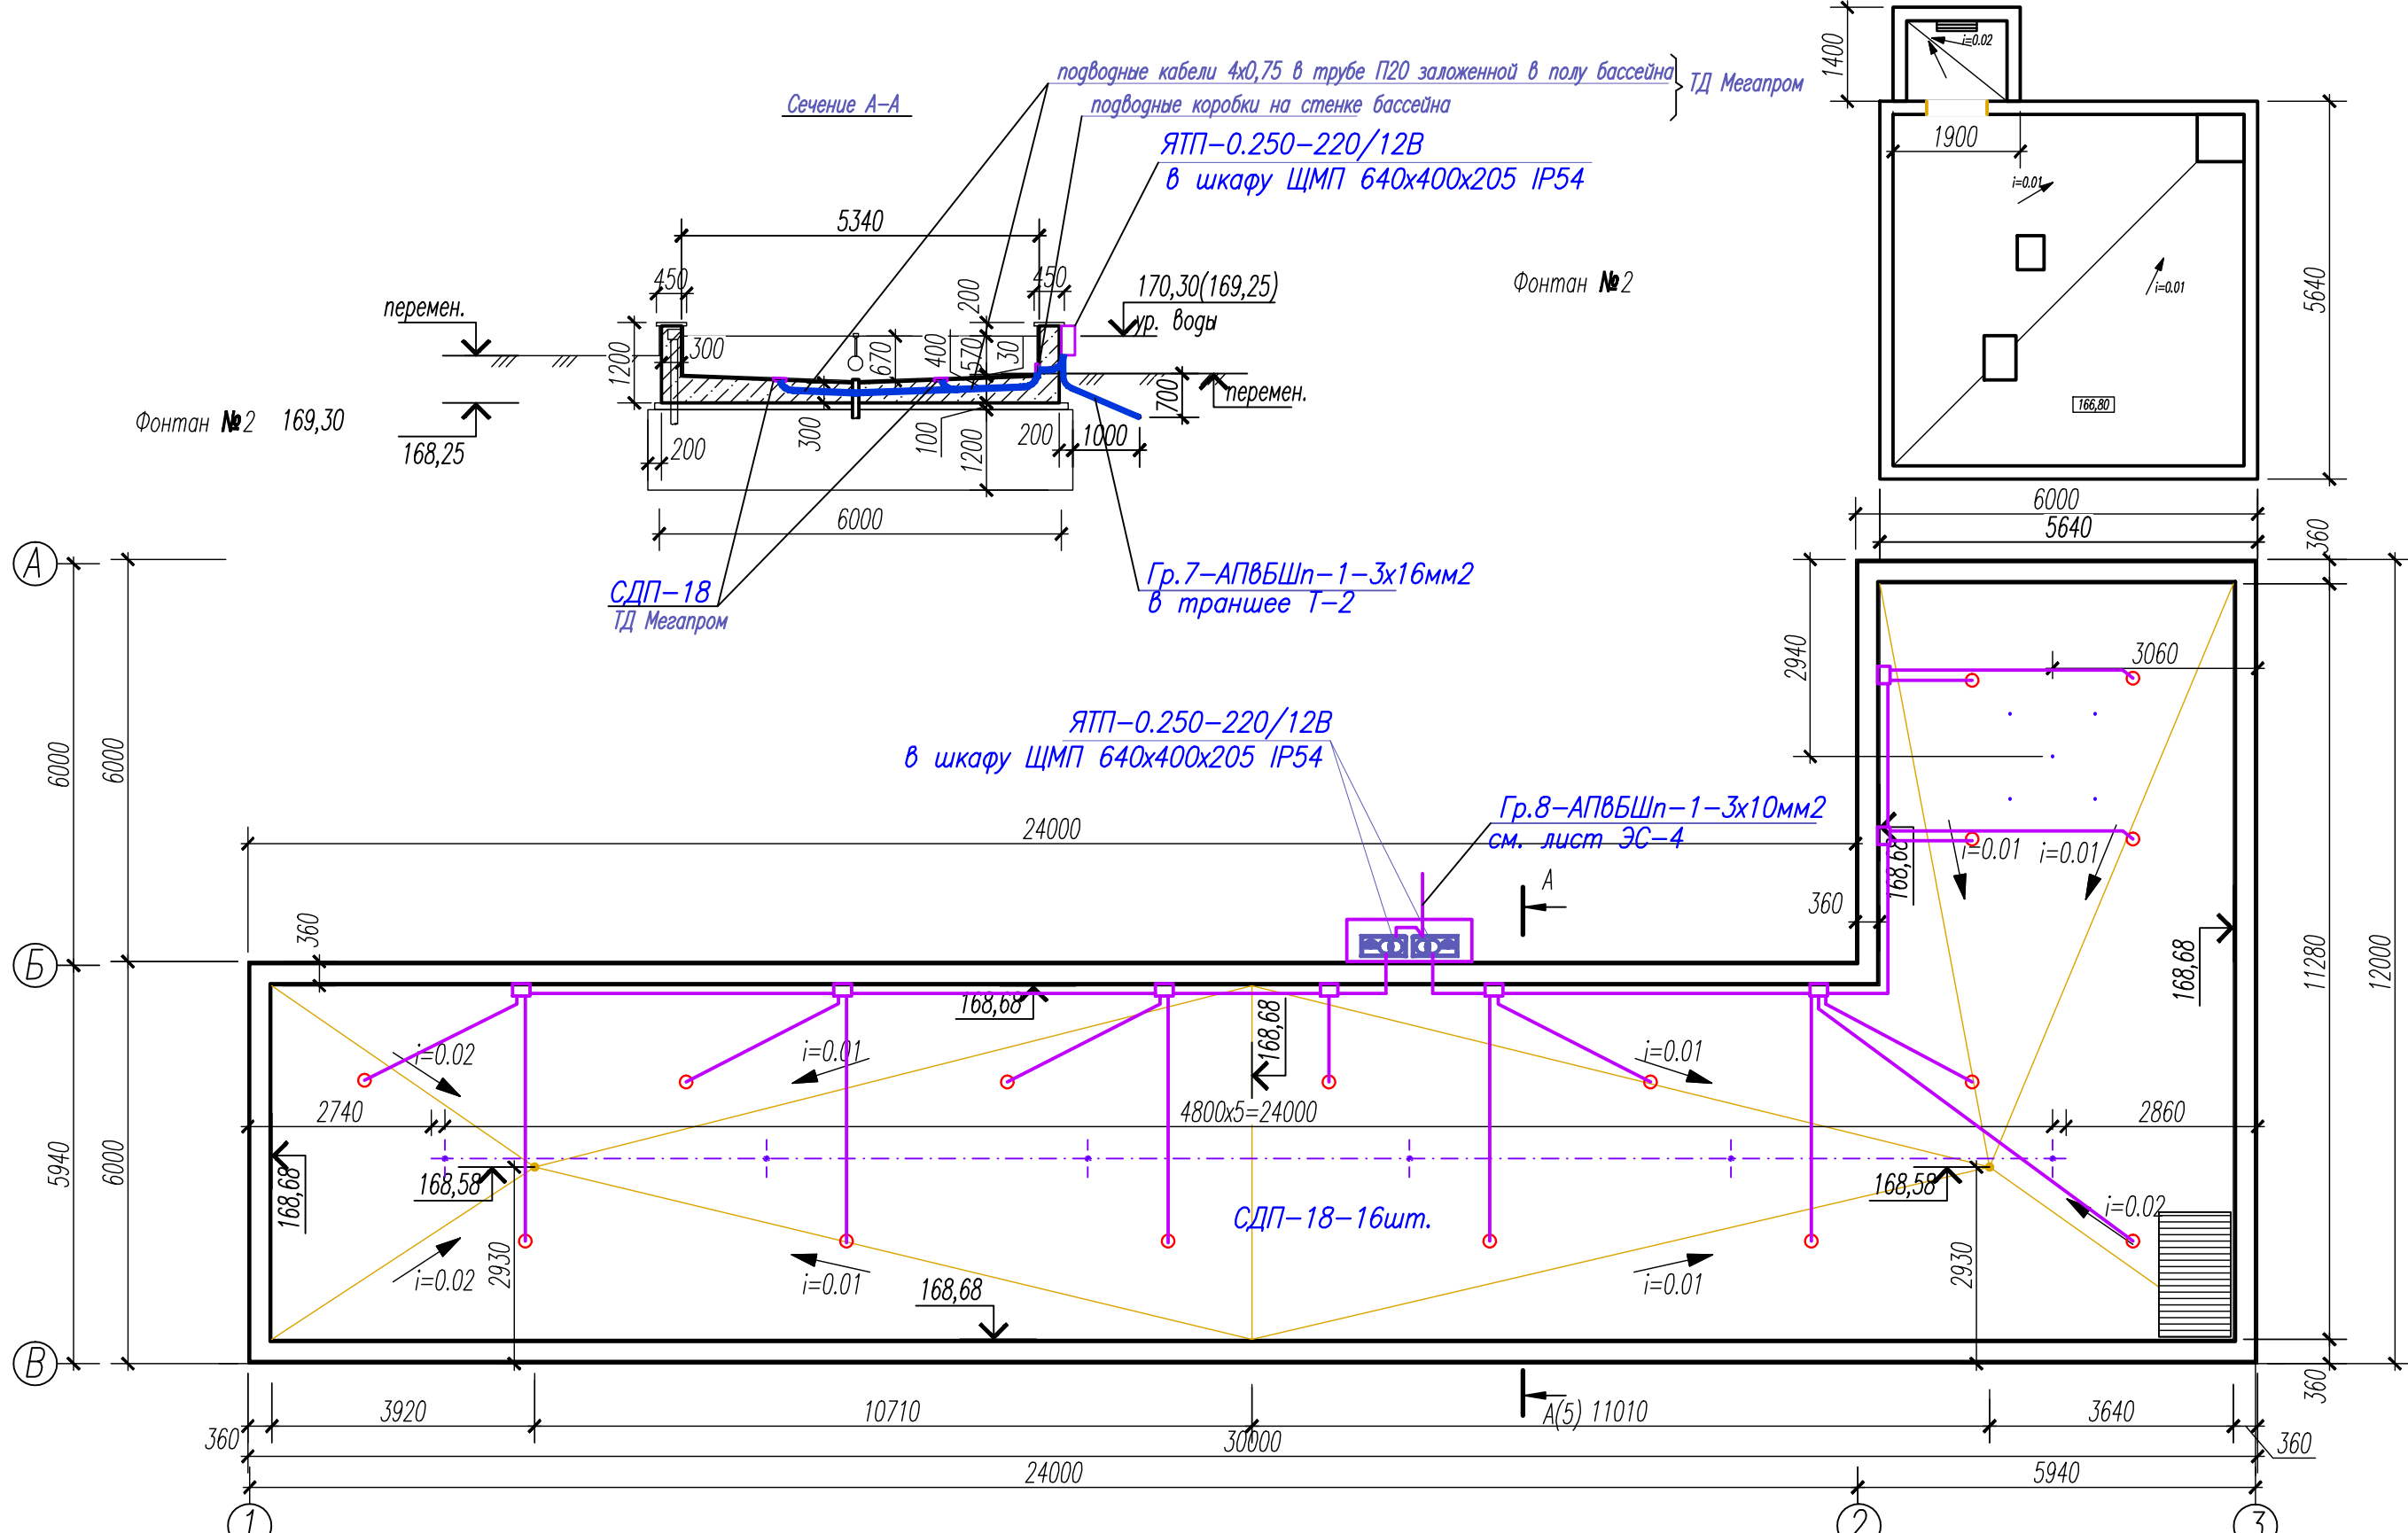 подводные кабели 4х0,75 в трубе П20 заложенной в полу бассейна
подводные коробки на стенке бассейна
ТД Мегапром
Сечение А-А
ЯТП-0.250-220/12В
в шкафу ЩМП 640х400х205 IP54
1400
i=0.02
1900
i=0.01
i=0.01
5640
166,80
Фонтан №2
5340
450
450
200
170,30(169,25)
ур. воды
перемен.
1200
300
670
400
570
30
700
перемен.
Фонтан №2 169,30
168,25
200
300
100
1200
200
1000
6000
6000
5640
360
СДП-18
ТД Мегапром
Гр.7-АПвБШп-1-3х16мм2
в траншее Т-2
А
Б
В
6000
6000
5940
6000
2940
3060
ЯТП-0.250-220/12В
в шкафу ЩМП 640х400х205 IP54
Гр.8-АПвБШп-1-3х10мм2
см. лист ЭС-4
24000
А
360
360
168,68
i=0.01
i=0.01
168,68
11280
12000
168,68
168,68
i=0.02
i=0.01
i=0.01
2740
4800х5=24000
2860
168,68
168,58
168,58
СДП-18-16шт.
i=0.02
2930
2930
i=0.02
i=0.01
i=0.01
168,68
360
3920
10710
А(5) 11010
3640
360
30000
360
24000
5940
1
2
3